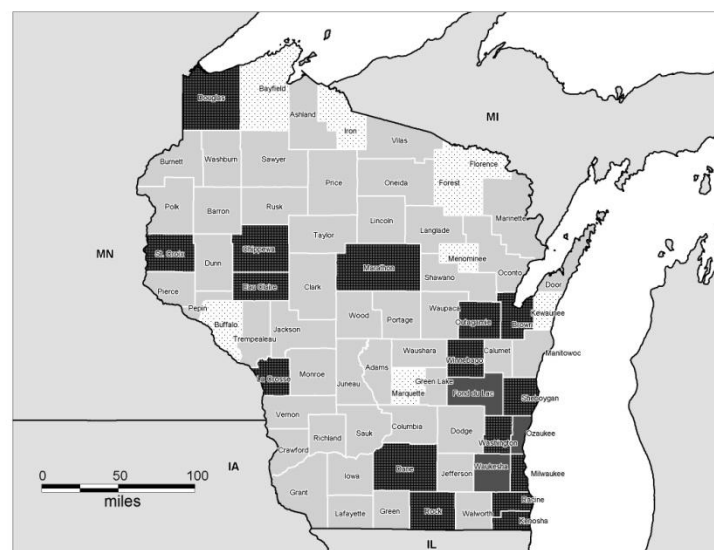 Douglas
Bayfield
Ashland
Iron
MI
Vilas
Florence
Forest
Burnett
Washburn
Sawyer
Price
Oneida
Polk
Barron
Rusk
Lincoln
Langlade
Marinette
Taylor
MN
St. Croix
Chippewa
Dunn
Marathon
Menominee
Oconto
Shawano
Door
Eau Claire
Clark
Pierce
Pepin
Buffalo
Trempealeau
Jackson
Wood
Portage
Waupaca
Outagamie
Brown
Kewaunee
Waushara
Winnebago
Calumet
Manitowoc
La Crosse
Monroe
Juneau
Adams
Marquette
Green Lake
Fond du Lac
Sheboygan
Vernon
Columbia
Dodge
Washington
Ozaukee
Richland
Sauk
Crawford
IA
Dane
Jefferson
Waukesha
Milwaukee
Iowa
Grant
Lafayette
Green
Rock
Walworth
Racine
Kenosha
IL
0 25 50 100
miles